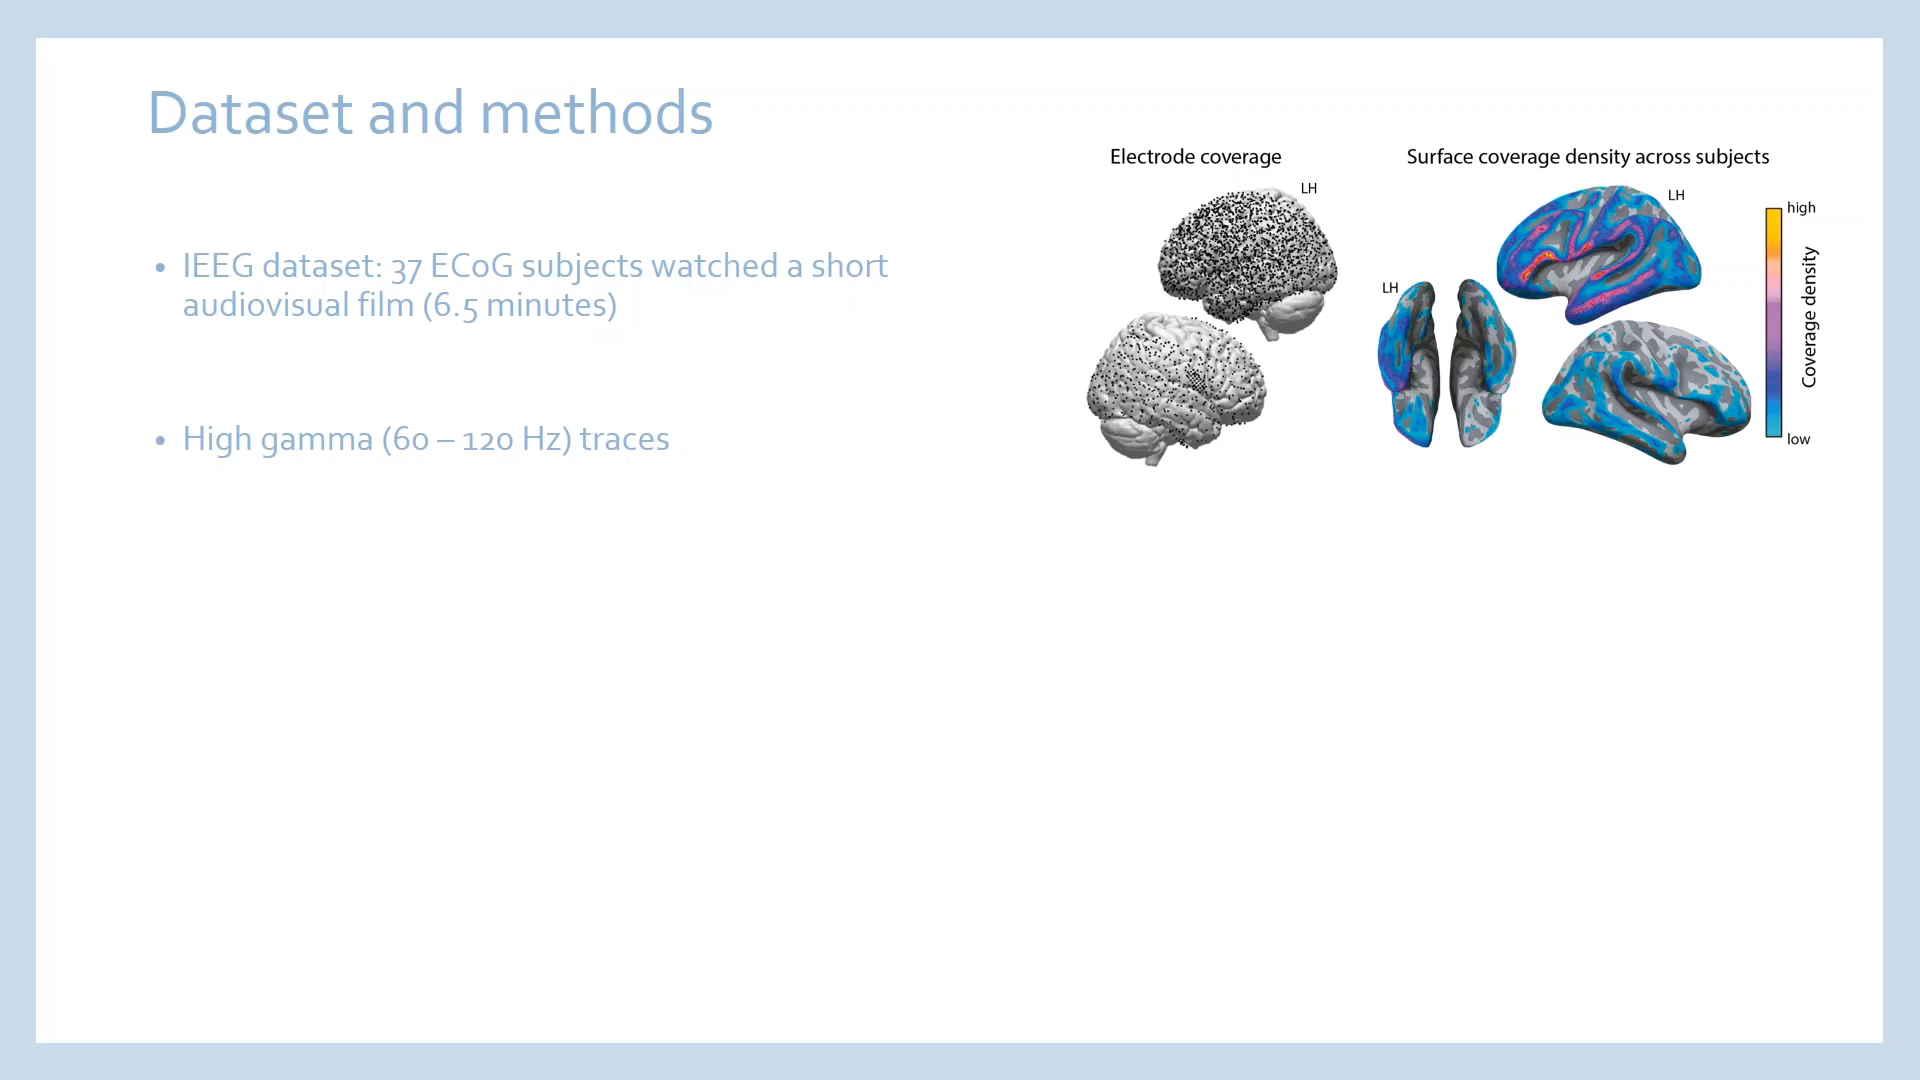 Dataset and methods
• IEEG dataset: 37 ECoG subjects watched a short
audiovisual film (6.5 minutes)
• High gamma (60 – 120 Hz) traces
Electrode coverage
LH
Surface coverage density across subjects
LH
LH
high
Coverage density
low